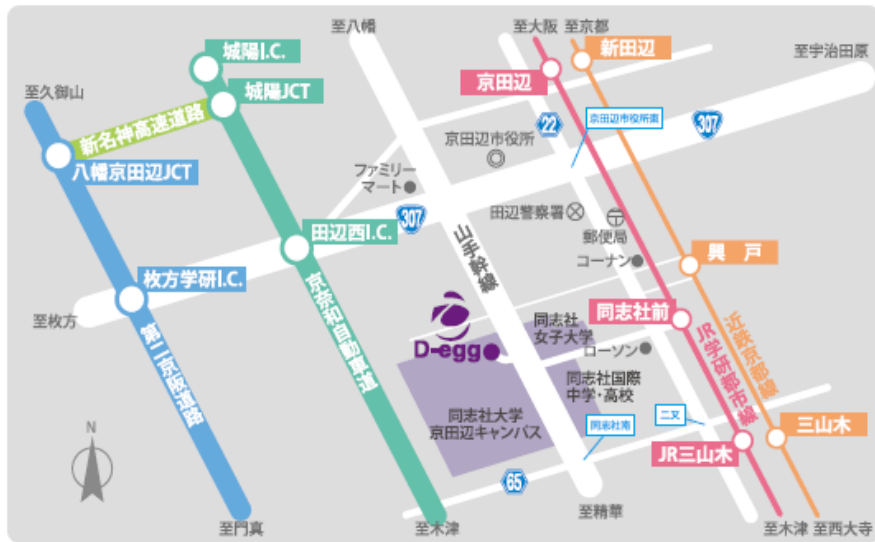 至八幡
至大阪
至京都
城陽I.C.
新田辺
至宇治田原
京田辺
至久御山
城陽JCT
新名神高速道路
22
京田辺市役所東
307
京田辺市役所
八幡京田辺JCT
ファミリー
マート
307
田辺警察署
田辺西I.C.
山手幹線
郵便局
コーナン
興戸
枚方学研I.C.
京奈和自動車道
至枚方
同志社
女子大学
同志社前
D-egg
ローソン
JR学研都市線
近鉄京都線
第二京阪道路
同志社国際
中学・高校
同志社大学
京田辺キャンパス
同志社南
二又
三山木
N
JR三山木
65
至門真
至木津
至精華
至木津
至西大寺